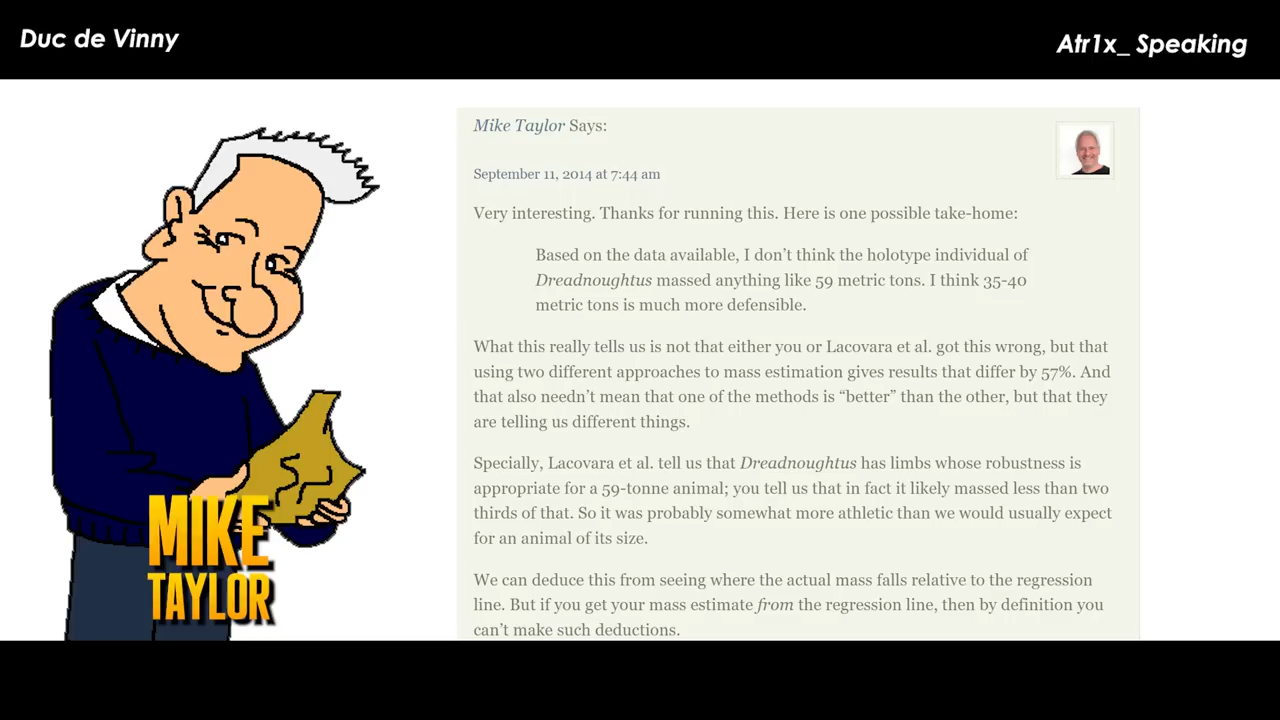 Duc de Vinny
Atr1x_ Speaking
Mike Taylor Says:
September 11, 2014 at 7:44 am
Very interesting. Thanks for running this. Here is one possible take-home:
Based on the data available, I don’t think the holotype individual of
Dreadnoughtus massed anything like 59 metric tons. I think 35-40
metric tons is much more defensible.
What this really tells us is not that either you or Lacovara et al. got this wrong, but that
using two different approaches to mass estimation gives results that differ by 57%. And
that also needn’t mean that one of the methods is “better” than the other, but that they
are telling us different things.
Specially, Lacovara et al. tell us that Dreadnoughtus has limbs whose robustness is
appropriate for a 59-tonne animal; you tell us that in fact it likely massed less than two
thirds of that. So it was probably somewhat more athletic than we would usually expect
for an animal of its size.
We can deduce this from seeing where the actual mass falls relative to the regression
line. But if you get your mass estimate from the regression line, then by definition you
can’t make such deductions.
MIKE
TAYLOR